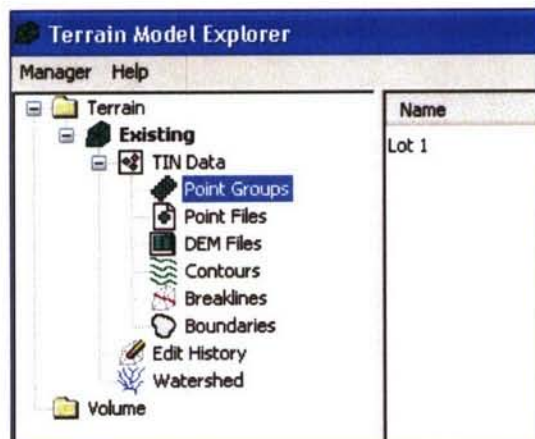 Terrain Model Explorer
Manager Help
Terrain
Existing
TIN Data
Point Groups
Point Files
DEM Files
Contours
Breaklines
Boundaries
Edit History
Watershed
Volume
Name
Lot 1